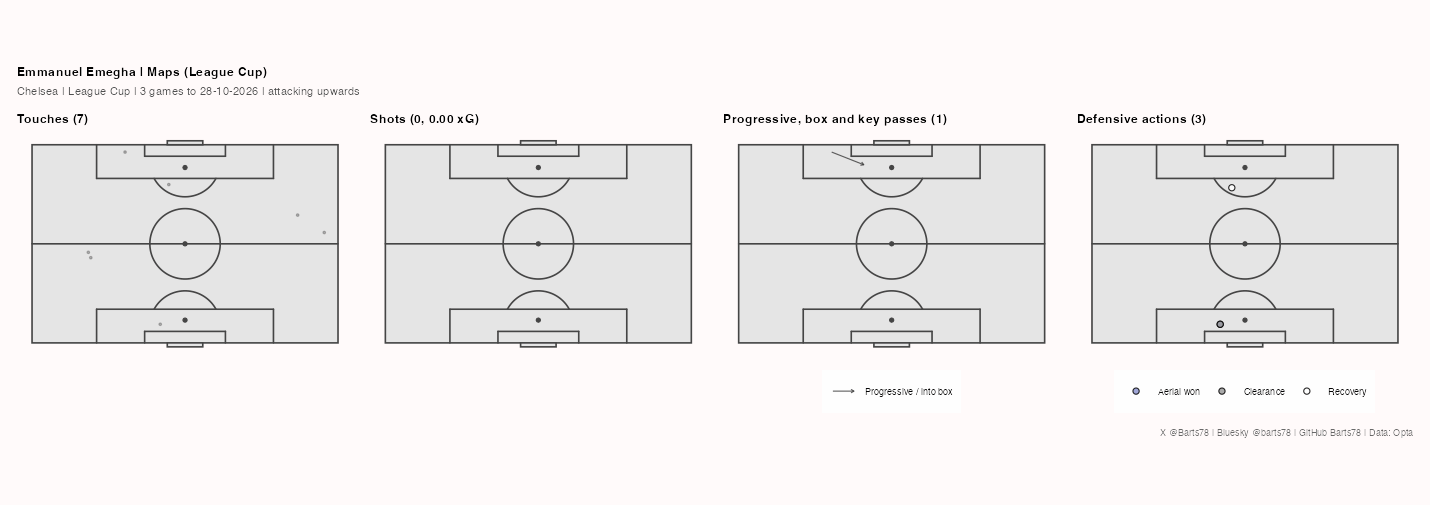 Emmanuel Emegha | Maps (League Cup)
Chelsea | League Cup | 3 games to 28-10-2026 | attacking upwards
Touches (7)
Shots (0, 0.00 xG)
Progressive, box and key passes (1)
Defensive actions (3)
Progressive / into box
Aerial won
Clearance
Recovery
X @Barts78 | Bluesky @barts78 | GitHub Barts78 | Data: Opta